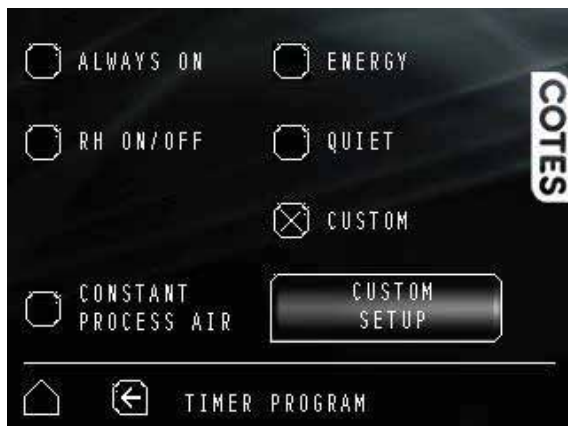 ALWAYS ON
ENERGY
RH ON/OFF
QUIET
CUSTOM
CONSTANT
PROCESS AIR
CUSTOM
SETUP
TIMER PROGRAM
COTES